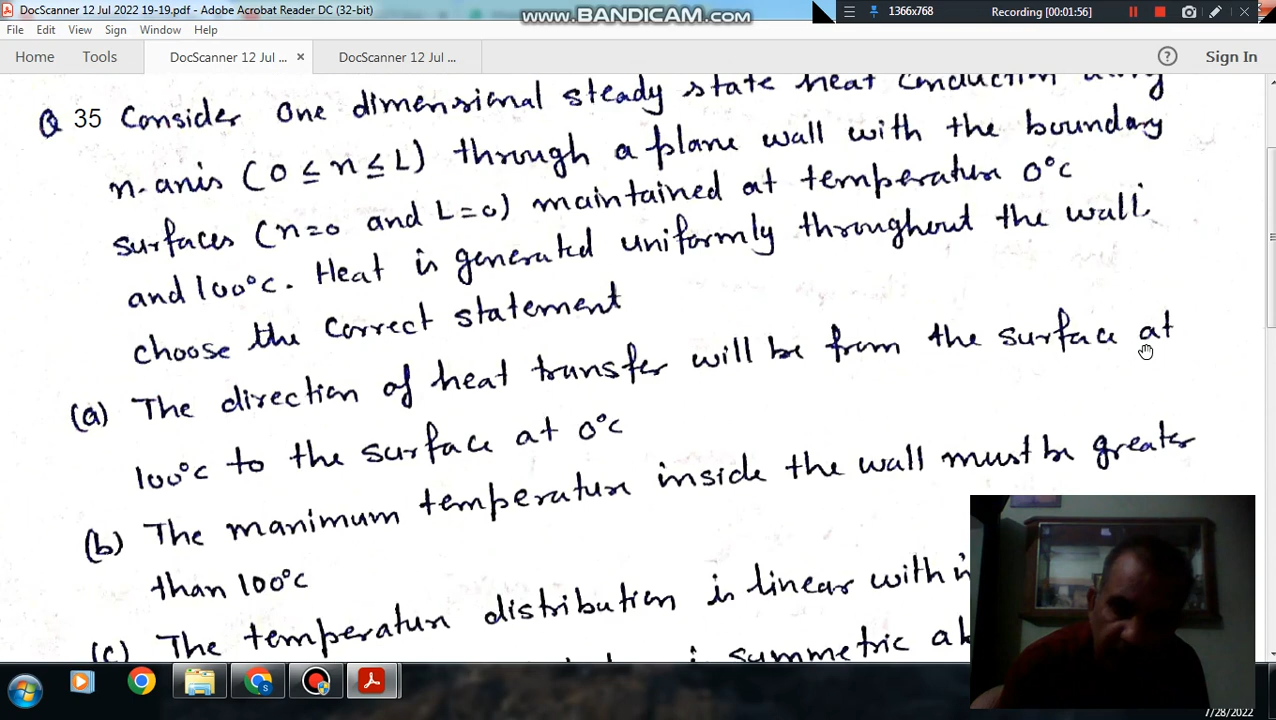 DocScanner 12 Jul 2022 19-19.pdf - Adobe Acrobat Reader DC (32-bit)
www.BANDICAM.com
1366x768
Recording [00:01:56]
File Edit View Sign Window Help
Home Tools DocScanner 12 Jul ... × DocScanner 12 Jul ... Sign In
Q 35 Consider One dimensional steady state heat conduction along
x-axis (0 ≤ x ≤ L) through a plane wall with the boundary
surfaces (x=0 and L=0) maintained at temperature 0°c
and 100°c. Heat is generated uniformly throughout the wall.
choose the correct statement
(a) The direction of heat transfer will be from the surface at
100°c to the surface at 0°c
(b) The maximum temperature inside the wall must be greater
than 100°c
(c) The temperature distribution is linear within
is symmetric
7/28/2022